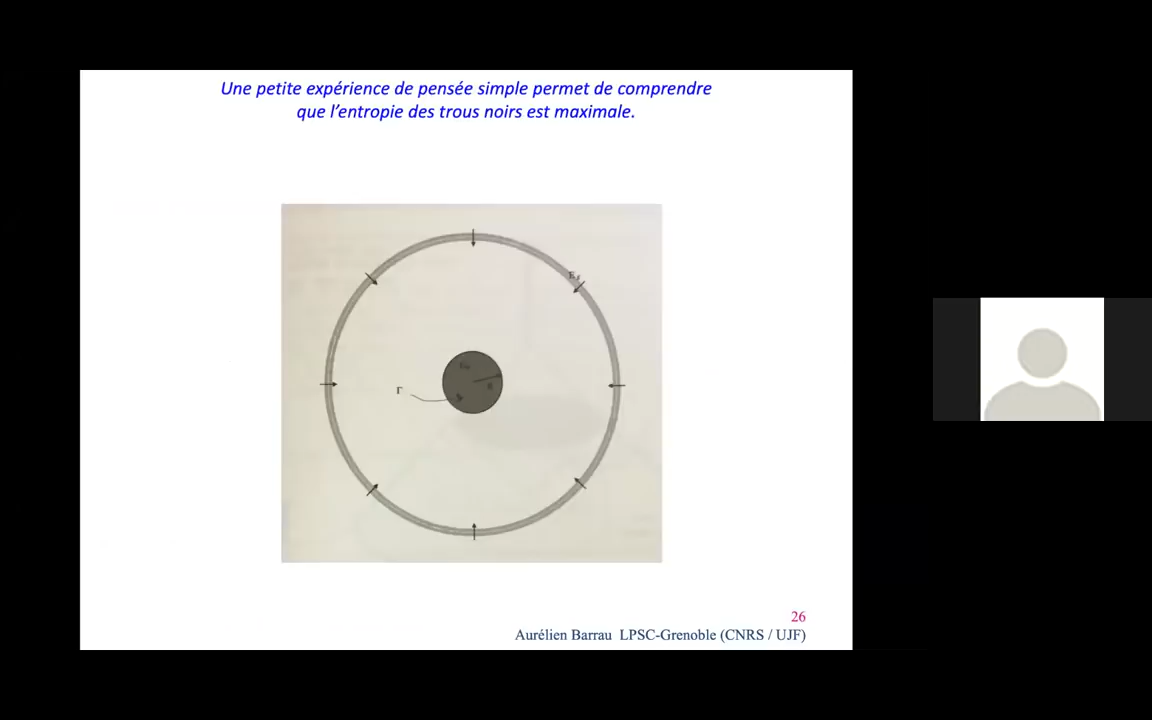 Une petite expérience de pensée simple permet de comprendre
que l'entropie des trous noirs est maximale.
Γ
R
26
Aurélien Barrau LPSC-Grenoble (CNRS / UJF)